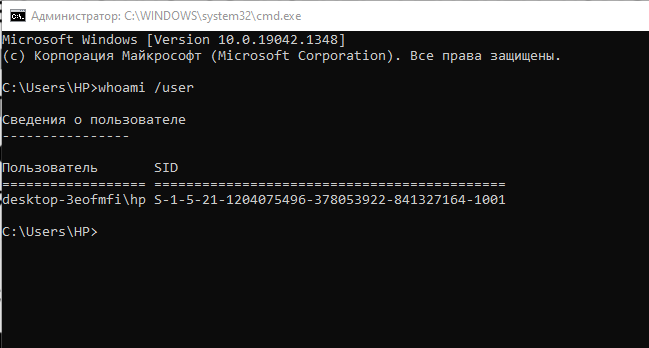 Администратор: C:\WINDOWS\system32\cmd.exe
Microsoft Windows [Version 10.0.19042.1348]
(c) Корпорация Майкрософт (Microsoft Corporation). Все права защищены.
C:\Users\HP>whoami /user
Сведения о пользователе
----------------
Пользователь SID
================== ============================================
desktop-3eofmfi\hp S-1-5-21-1204075496-378053922-841327164-1001
C:\Users\HP>